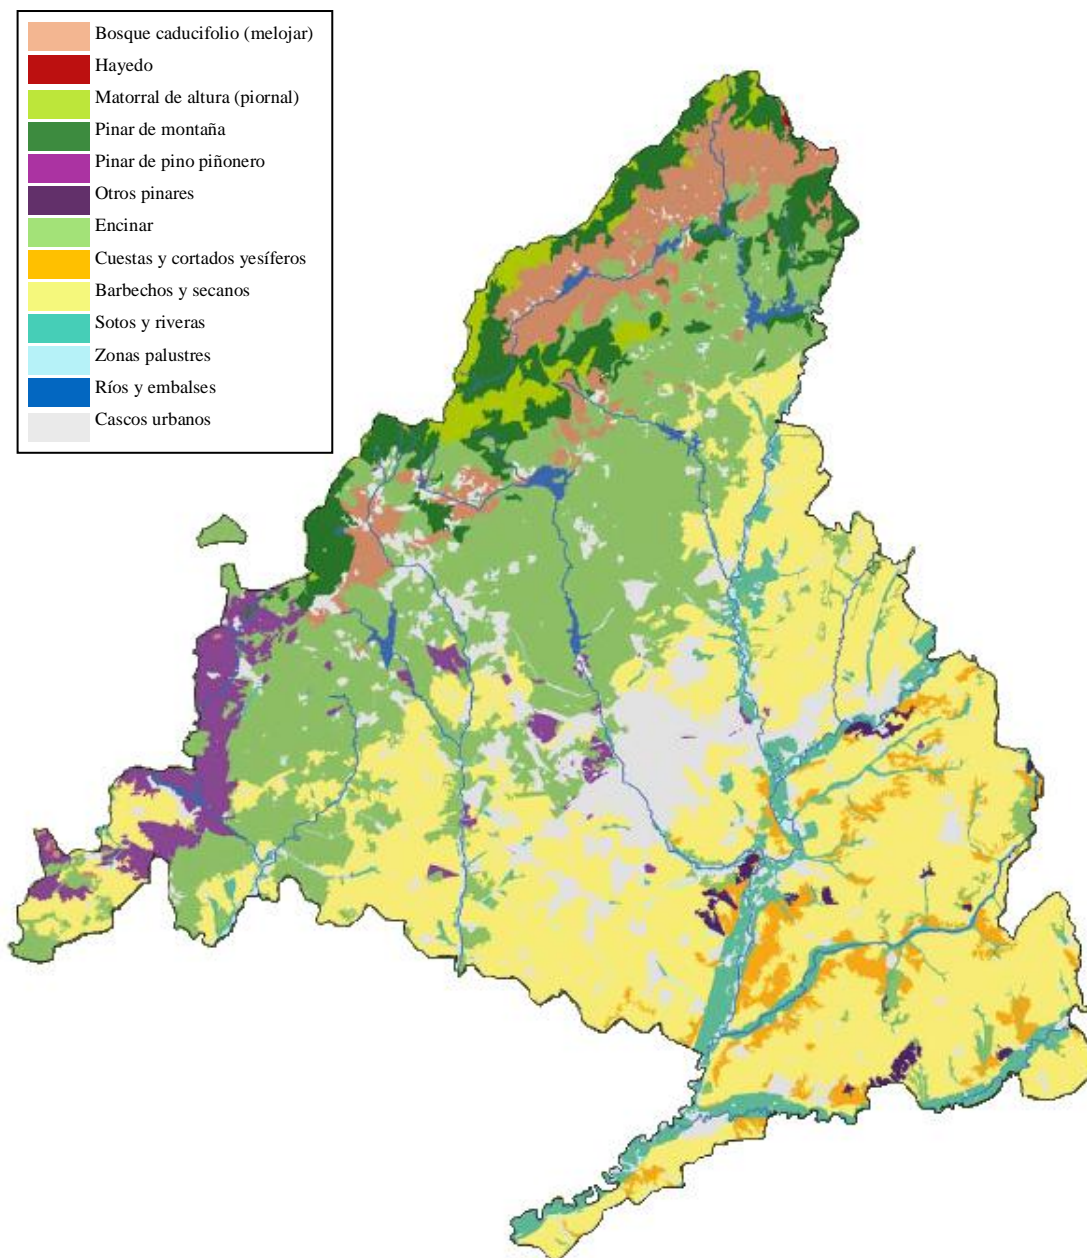 Bosque caducifolio (melojar)
Hayedo
Matorral de altura (piornal)
Pinar de montaña
Pinar de pino piñonero
Otros pinares
Encinar
Cuestas y cortados yesíferos
Barbechos y secanos
Sotos y riveras
Zonas palustres
Ríos y embalses
Cascos urbanos